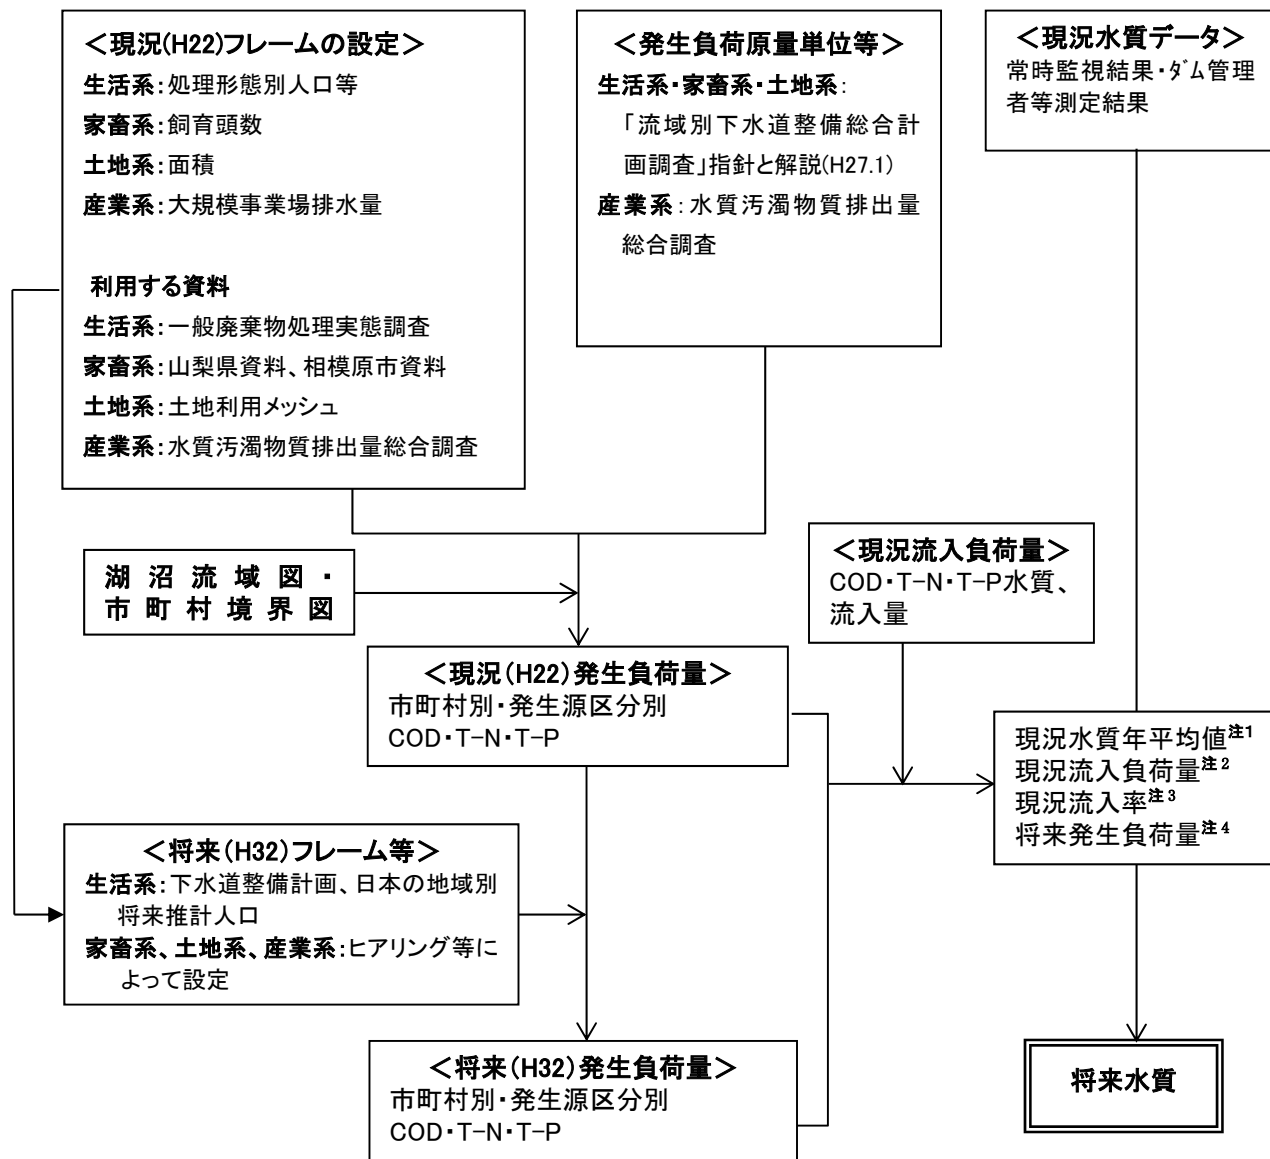 ＜現況(H22)フレームの設定＞
生活系：処理形態別人口等
家畜系：飼育頭数
土地系：面積
産業系：大規模事業場排水量
利用する資料
生活系：一般廃棄物処理実態調査
家畜系：山梨県資料、相模原市資料
土地系：土地利用メッシュ
産業系：水質汚濁物質排出量総合調査
＜発生負荷原量単位等＞
生活系・家畜系・土地系：
「流域別下水道整備総合計
画調査」指針と解説(H27.1)
産業系：水質汚濁物質排出量
総合調査
＜現況水質データ＞
常時監視結果・ダム管理
者等測定結果
湖沼流域図・
市町村境界図
＜現況流入負荷量＞
COD・T-N・T-P水質、
流入量
＜現況(H22)発生負荷量＞
市町村別・発生源区分別
COD・T-N・T-P
現況水質年平均値注1
現況流入負荷量注2
現況流入率注3
将来発生負荷量注4
＜将来(H32)フレーム等＞
生活系：下水道整備計画、日本の地域別
将来推計人口
家畜系、土地系、産業系：ヒアリング等に
よって設定
＜将来(H32)発生負荷量＞
市町村別・発生源区分別
COD・T-N・T-P
将来水質